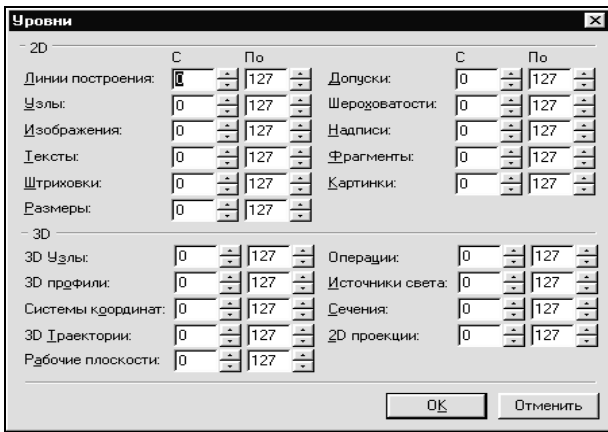 Уровни
2D
С По С По
Линии построения: 0 127 Допуски: 0 127
Узлы: 0 127 Шероховатости: 0 127
Изображения: 0 127 Надписи: 0 127
Тексты: 0 127 Фрагменты: 0 127
Штриховки: 0 127 Картинки: 0 127
Размеры: 0 127
3D
3D Узлы: 0 127 Операции: 0 127
3D профили: 0 127 Источники света: 0 127
Системы координат: 0 127 Сечения: 0 127
3D Траектории: 0 127 2D проекции: 0 127
Рабочие плоскости: 0 127
OK Отменить